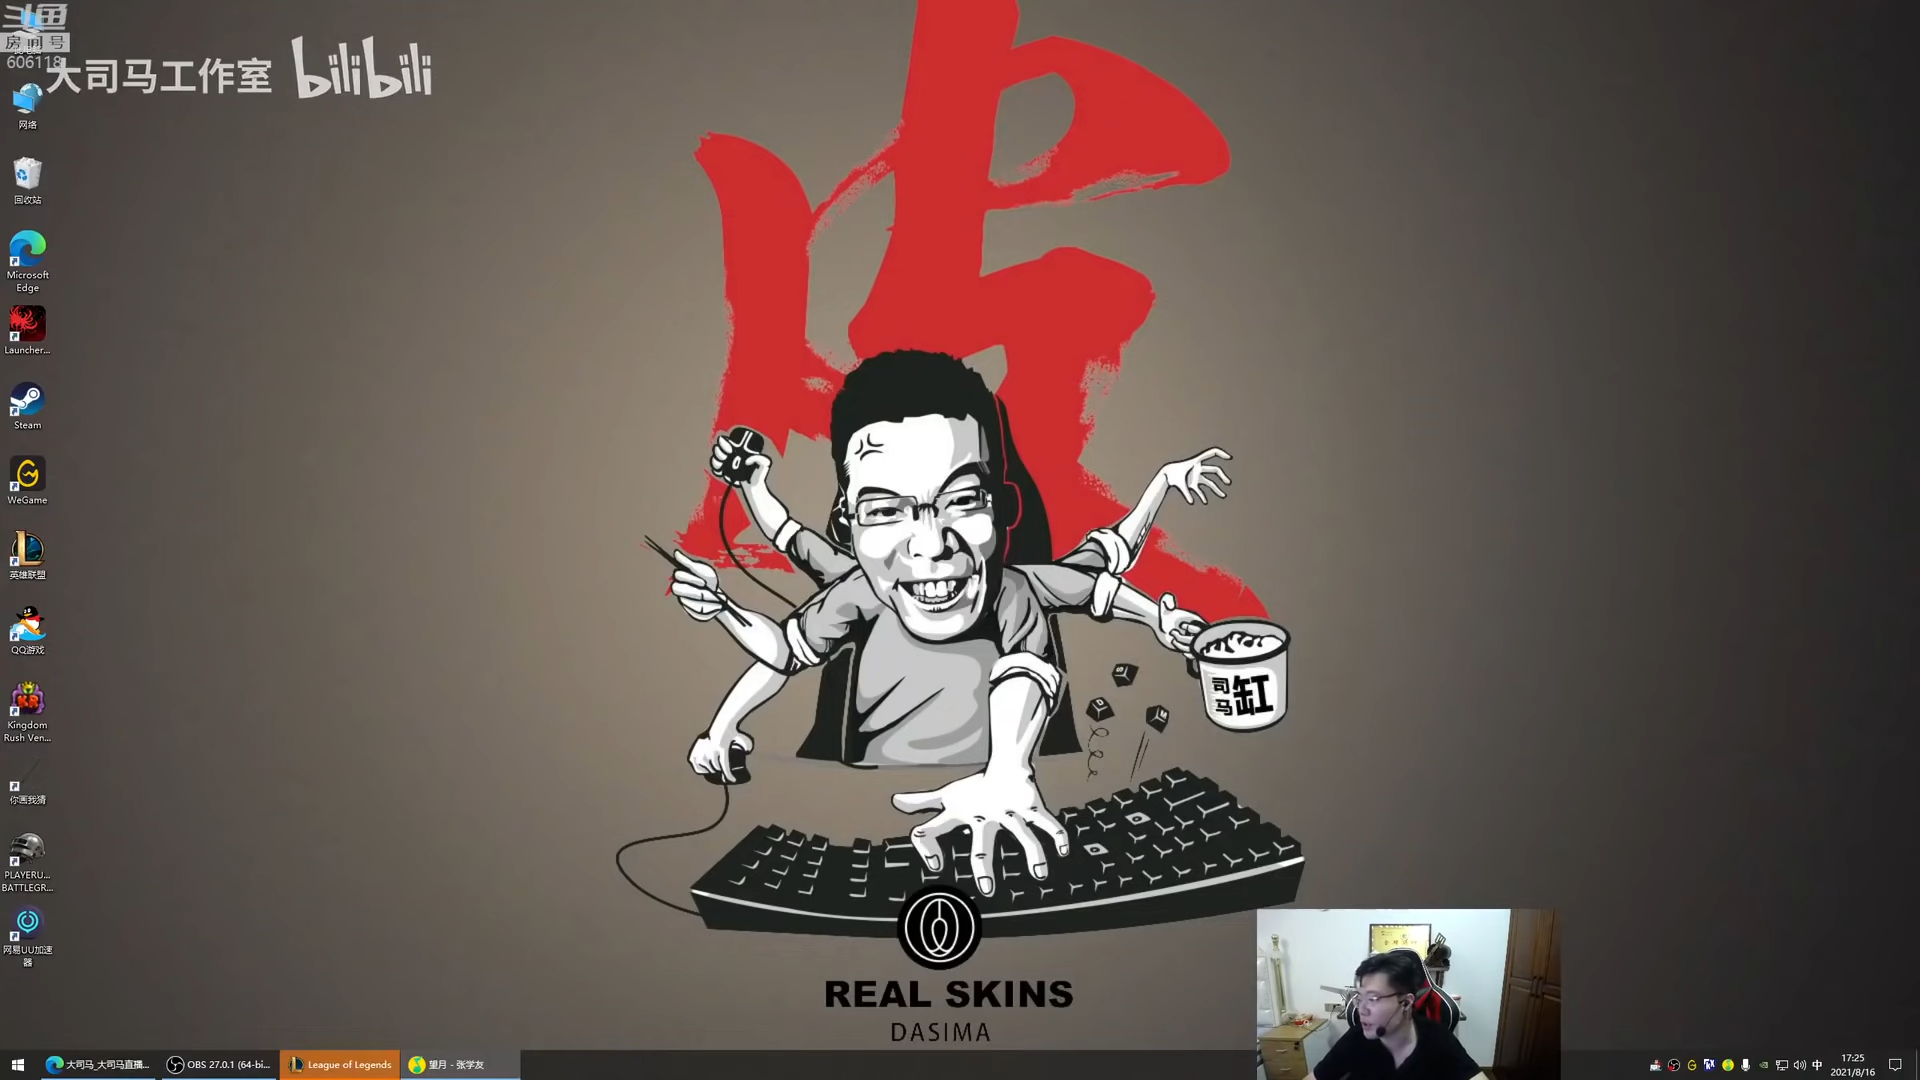 斗鱼
房间号
606118
大司马工作室 bilibili
网络
回收站
Microsoft
Edge
Launcher...
Steam
WeGame
英雄联盟
QQ游戏
Kingdom
Rush Ven...
你画我猜
PLAYERU...
BATTLEGR...
网易UU加速
器
司马
缸
REAL SKINS
DASIMA
大司马_大司马直播...
OBS 27.0.1 (64-bi...
League of Legends
望月 - 张学友
中
17:25
2021/8/16